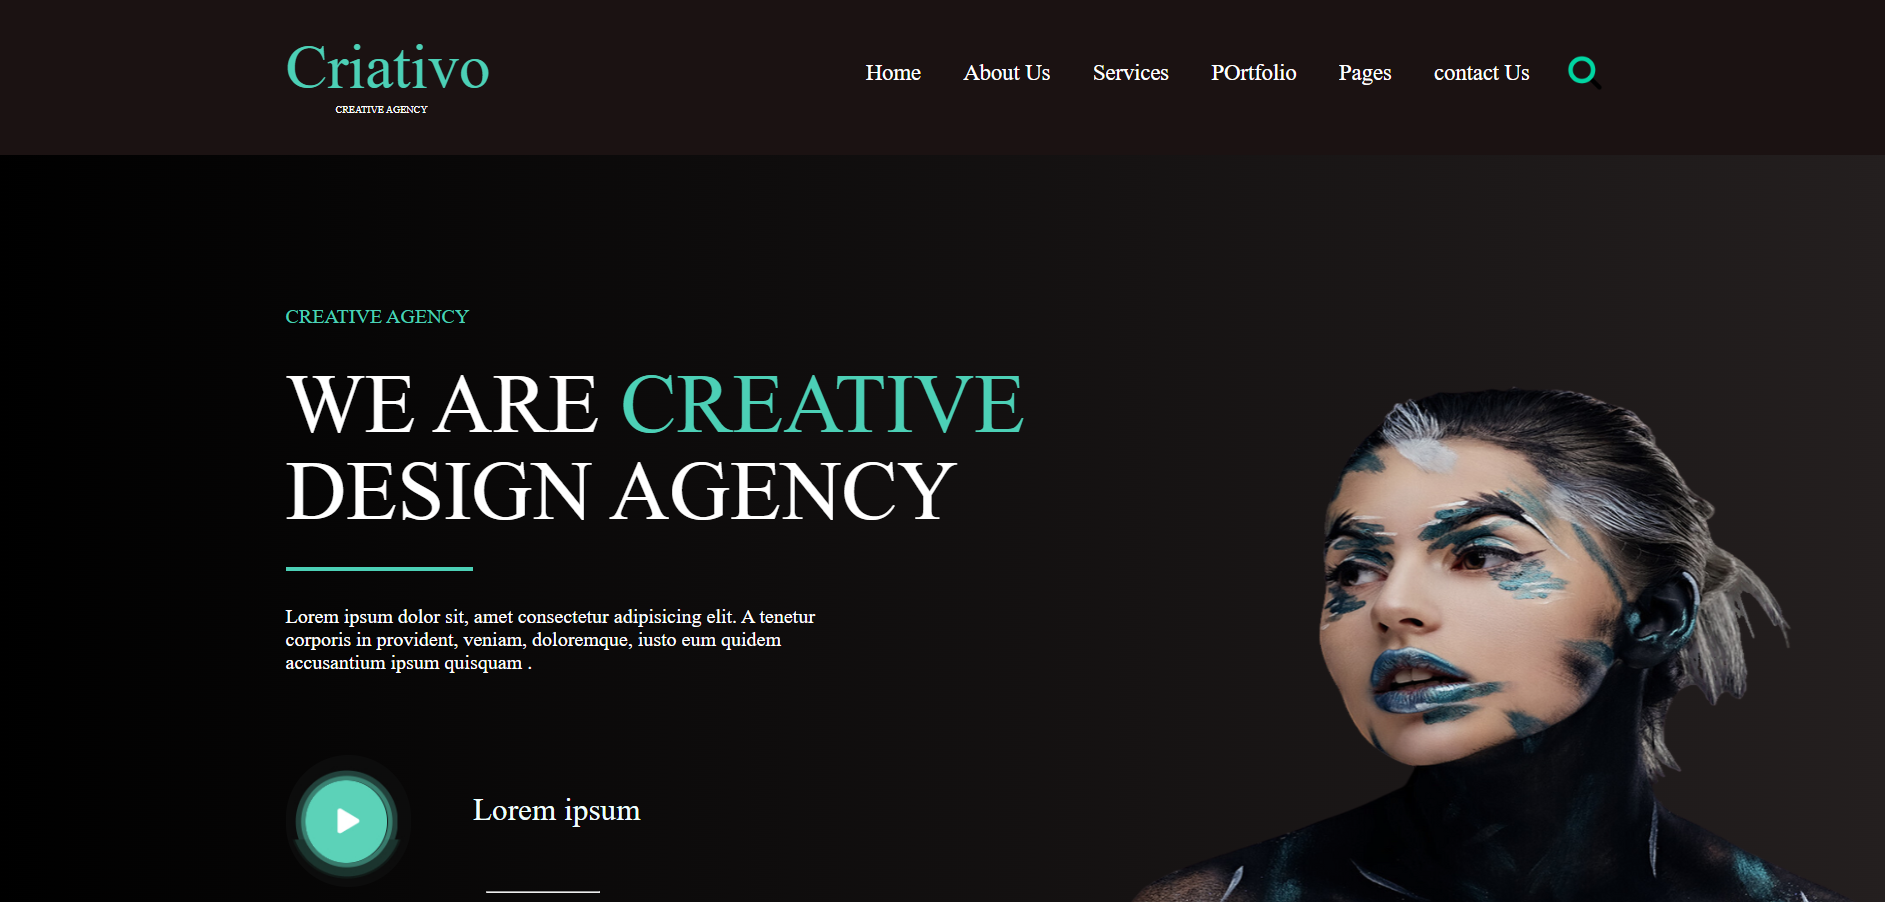 Criativo
CREATIVE AGENCY
Home About Us Services POrtfolio Pages contact Us
CREATIVE AGENCY
WE ARE CREATIVE
DESIGN AGENCY
Lorem ipsum dolor sit, amet consectetur adipisicing elit. A tenetur
corporis in provident, veniam, doloremque, iusto eum quidem
accusantium ipsum quisquam .
Lorem ipsum